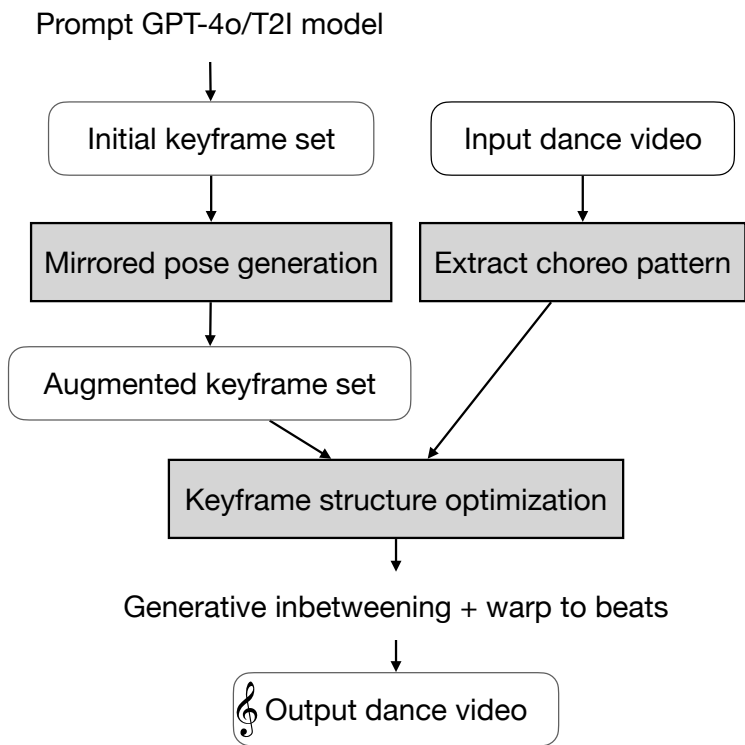 Prompt GPT-4o/T2I model
Initial keyframe set
Input dance video
Mirrored pose generation
Extract choreo pattern
Augmented keyframe set
Keyframe structure optimization
Generative inbetweening + warp to beats
Output dance video